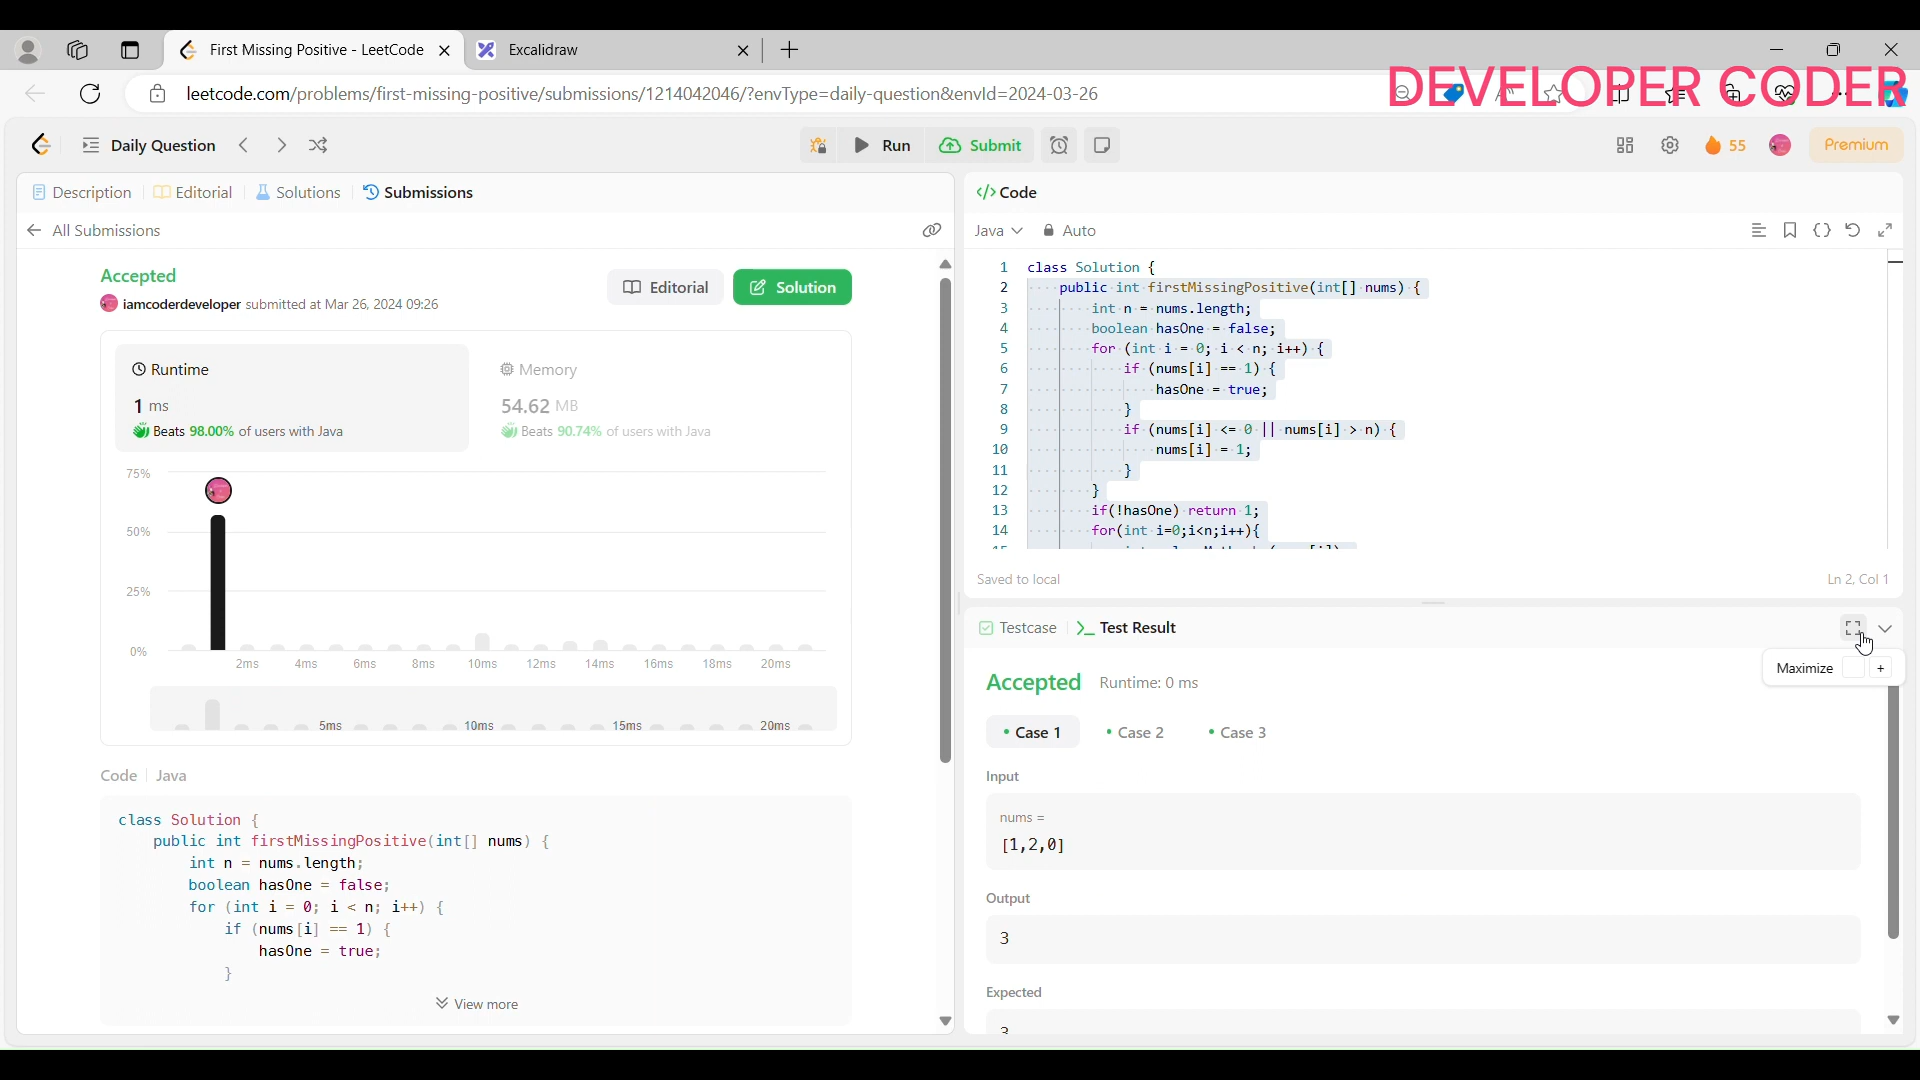 First Missing Positive - LeetCode
Excalidraw
leetcode.com/problems/first-missing-positive/submissions/1214042046/?envType=daily-question&envId=2024-03-26
DEVELOPER CODER
Daily Question
Run
Submit
55
Premium
Description
Editorial
Solutions
Submissions
All Submissions
Accepted
iamcoderdeveloper submitted at Mar 26, 2024 09:26
Editorial
Solution
Runtime
1 ms
Beats 98.00% of users with Java
Memory
54.62 MB
Beats 90.74% of users with Java
75%
50%
25%
0%
2ms 4ms 6ms 8ms 10ms 12ms 14ms 16ms 18ms 20ms
5ms 10ms 15ms 20ms
Code | Java
class Solution {
public int firstMissingPositive(int[] nums) {
int n = nums.length;
boolean hasOne = false;
for (int i = 0; i < n; i++) {
if (nums[i] == 1) {
hasOne = true;
}
View more
</> Code
Java
Auto
1 class Solution {
2 public int firstMissingPositive(int[] nums) {
3 int n = nums.length;
4 boolean hasOne = false;
5 for (int i = 0; i < n; i++) {
6 if (nums[i] == 1) {
7 hasOne = true;
8 }
9 if (nums[i] <= 0 || nums[i] > n) {
10 nums[i] = 1;
11 }
12 }
13 if(!hasOne) return 1;
14 for(int i=0;i<n;i++){
Saved to local
Ln 2, Col 1
Testcase
>_ Test Result
Maximize +
Accepted Runtime: 0 ms
Case 1
Case 2
Case 3
Input
nums =
[1,2,0]
Output
3
Expected
3